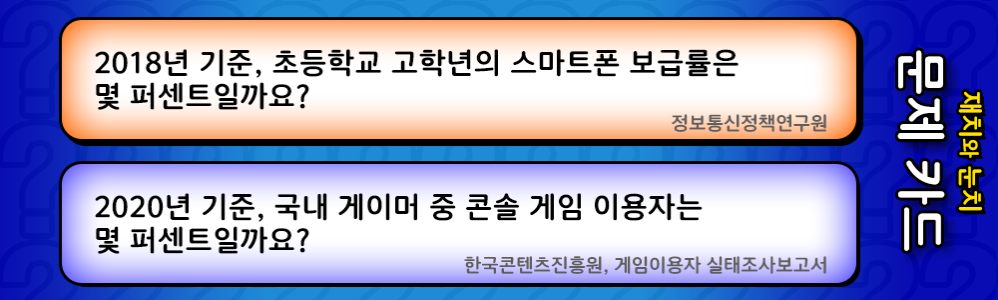 2018년 기준, 초등학교 고학년의 스마트폰 보급률은
몇 퍼센트일까요?
정보통신정책연구원
2020년 기준, 국내 게이머 중 콘솔 게임 이용자는
몇 퍼센트일까요?
한국콘텐츠진흥원, 게임이용자 실태조사보고서
재치와 눈치
문제 카드